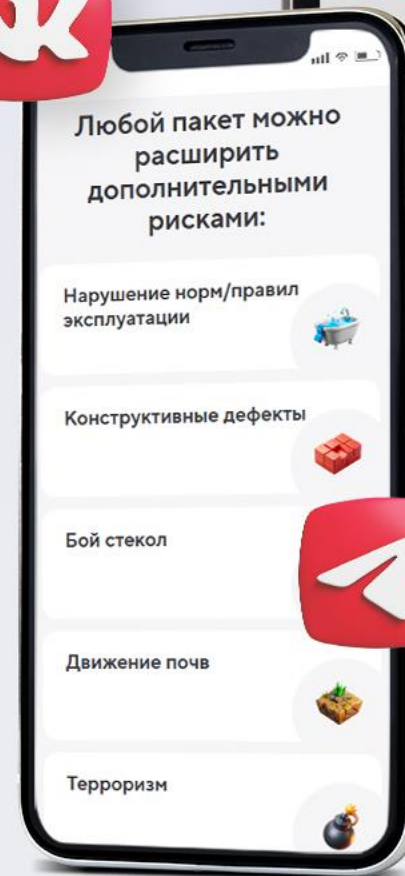 Любой пакет можно
расширить
дополнительными
рисками:
Нарушение норм/правил
эксплуатации
Конструктивные дефекты
Бой стекол
Движение почв
Терроризм